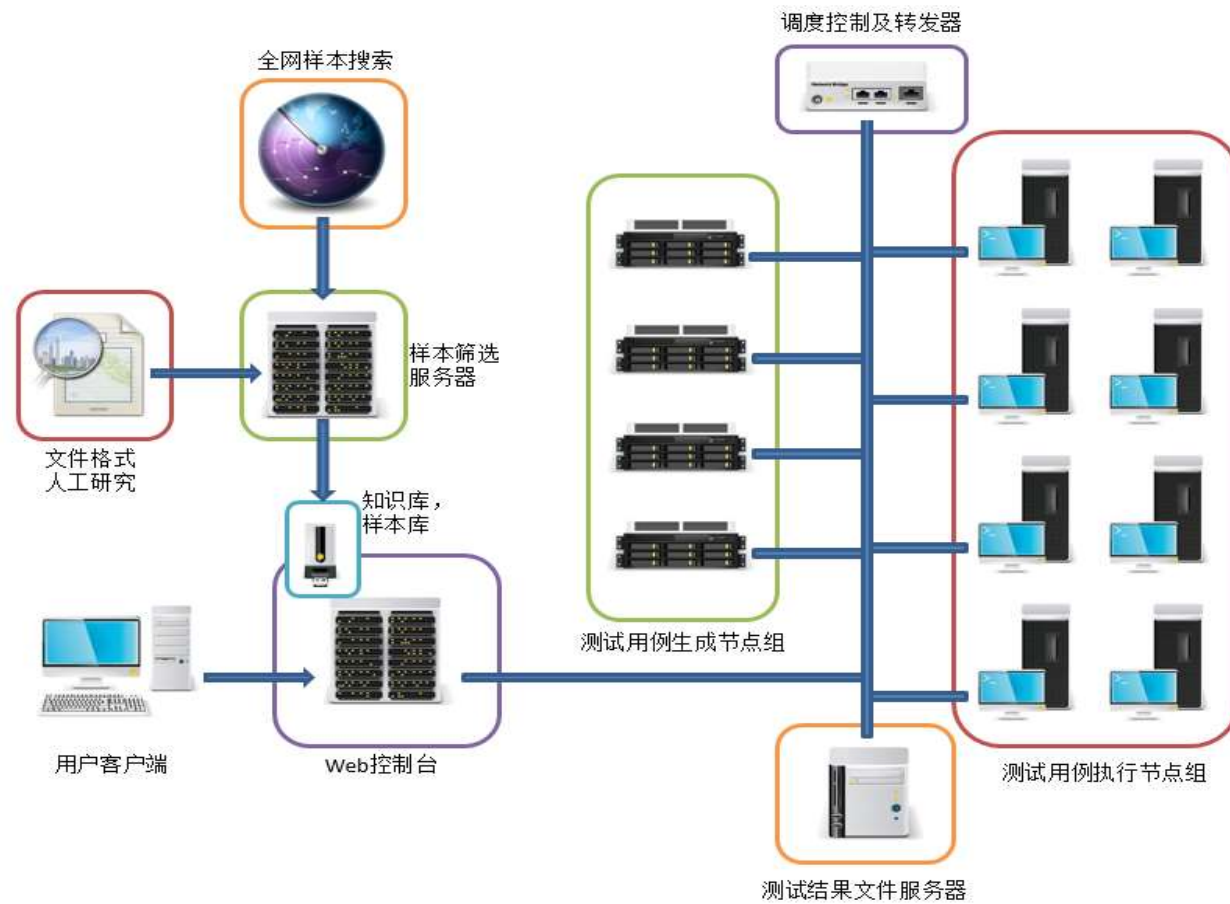 调度控制及转发器
全网样本搜索
样本筛选
服务器
文件格式
人工研究
知识库，
样本库
测试用例生成节点组
用户客户端
Web控制台
测试用例执行节点组
测试结果文件服务器